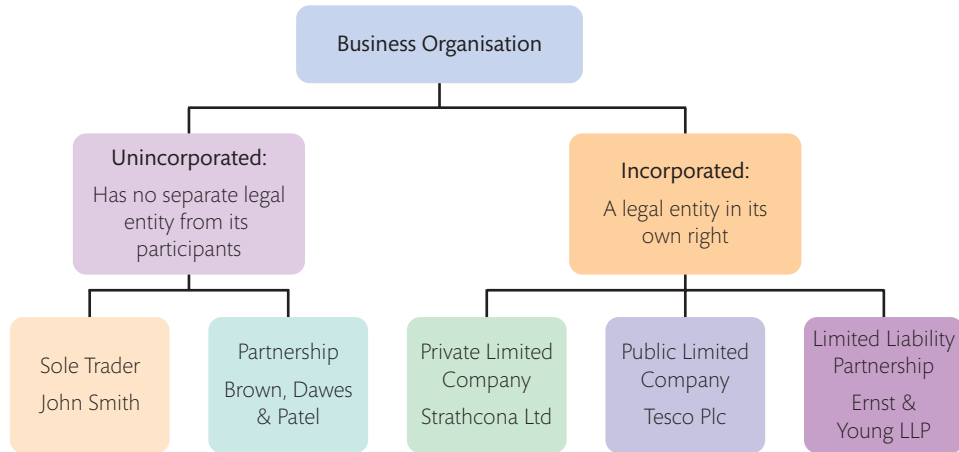 Business Organisation
Unincorporated:
Has no separate legal
entity from its
participants
Incorporated:
A legal entity in its
own right
Sole Trader
John Smith
Partnership
Brown, Dawes
& Patel
Private Limited
Company
Strathcona Ltd
Public Limited
Company
Tesco Plc
Limited Liability
Partnership
Ernst &
Young LLP